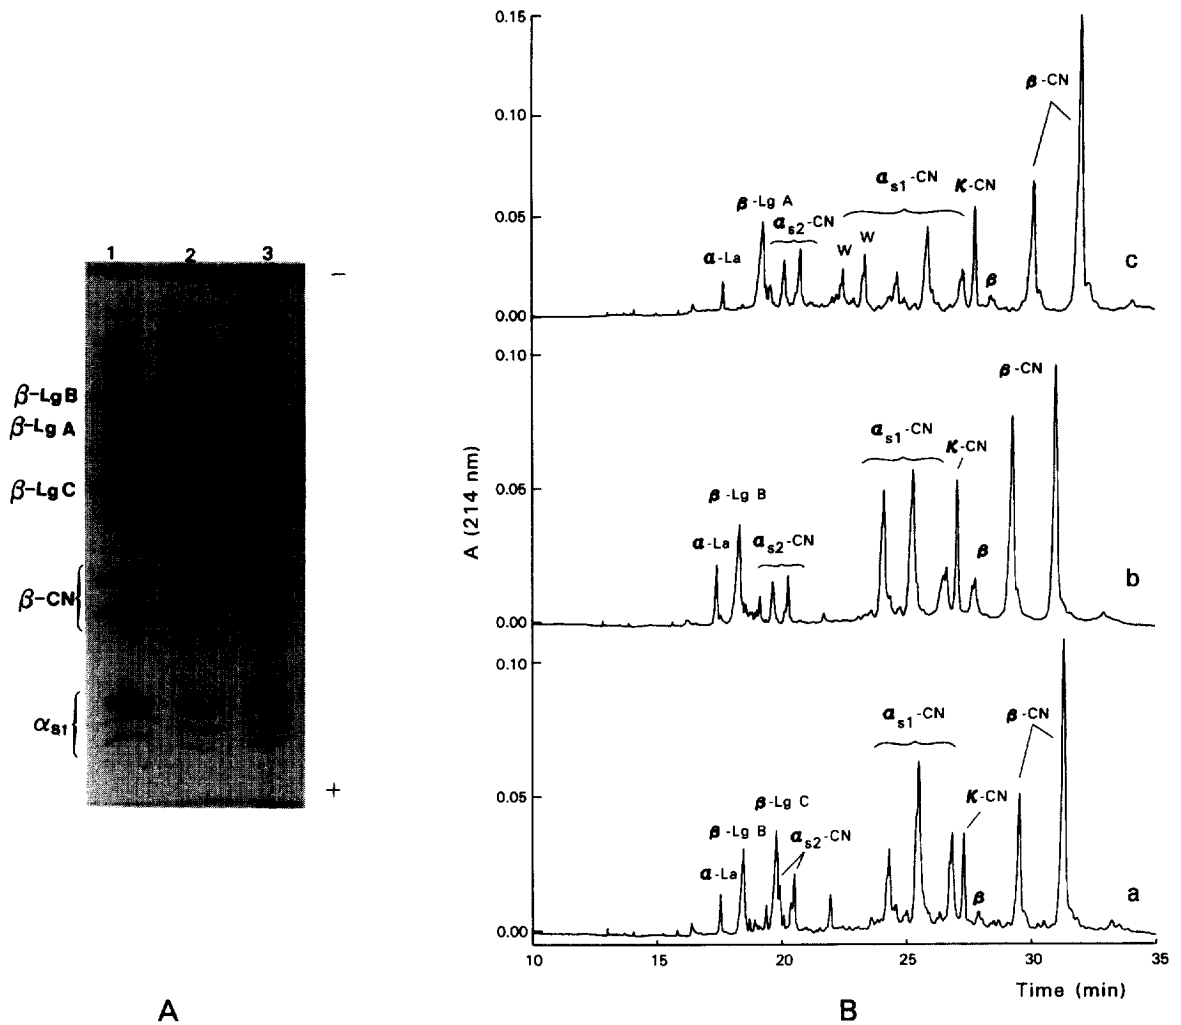 1 2 3
−
β-Lg B
β-Lg A
β-Lg C
β-CN
αs1
+
A
A (214 nm)
0.15
0.10
0.05
0.00
α-La
β-Lg A
αs2-CN
W
W
αs1-CN
κ-CN
β
β-CN
c
0.10
0.05
0.00
α-La
β-Lg B
αs2-CN
αs1-CN
κ-CN
β
β-CN
b
0.10
0.05
0.00
α-La
β-Lg B
β-Lg C
αs2-CN
αs1-CN
κ-CN
β
β-CN
a
10 15 20 25 30 35
Time (min)
B